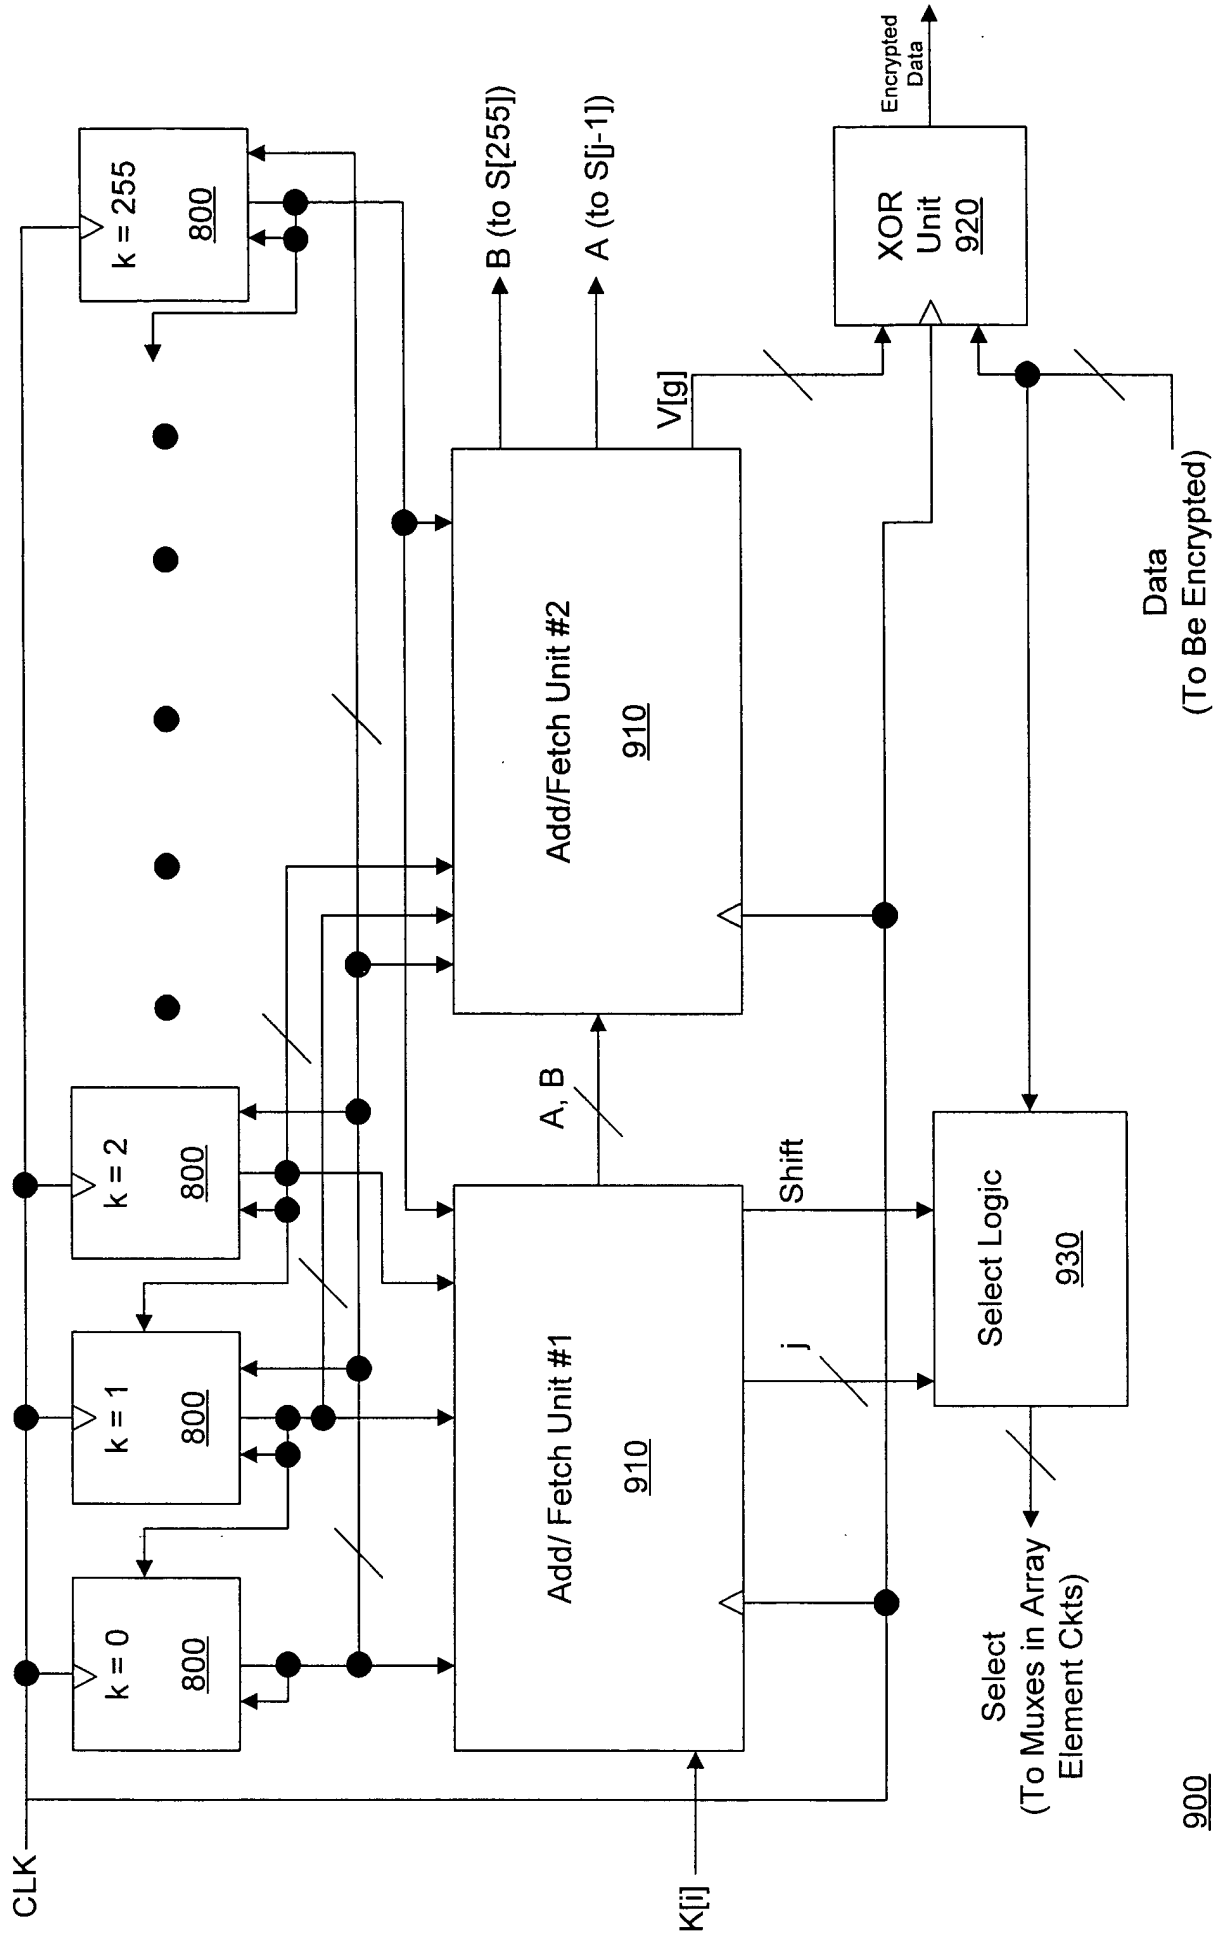 CLK
k = 0
800
k = 1
800
k = 2
800
k = 255
800
K[i]
Add/ Fetch Unit #1
910
A, B
Add/Fetch Unit #2
910
B (to S[255])
A (to S[j-1])
V[g]
j
Shift
Select Logic
930
Select
(To Muxes in Array
Element Ckts)
XOR
Unit
920
Encrypted
Data
Data
(To Be Encrypted)
900